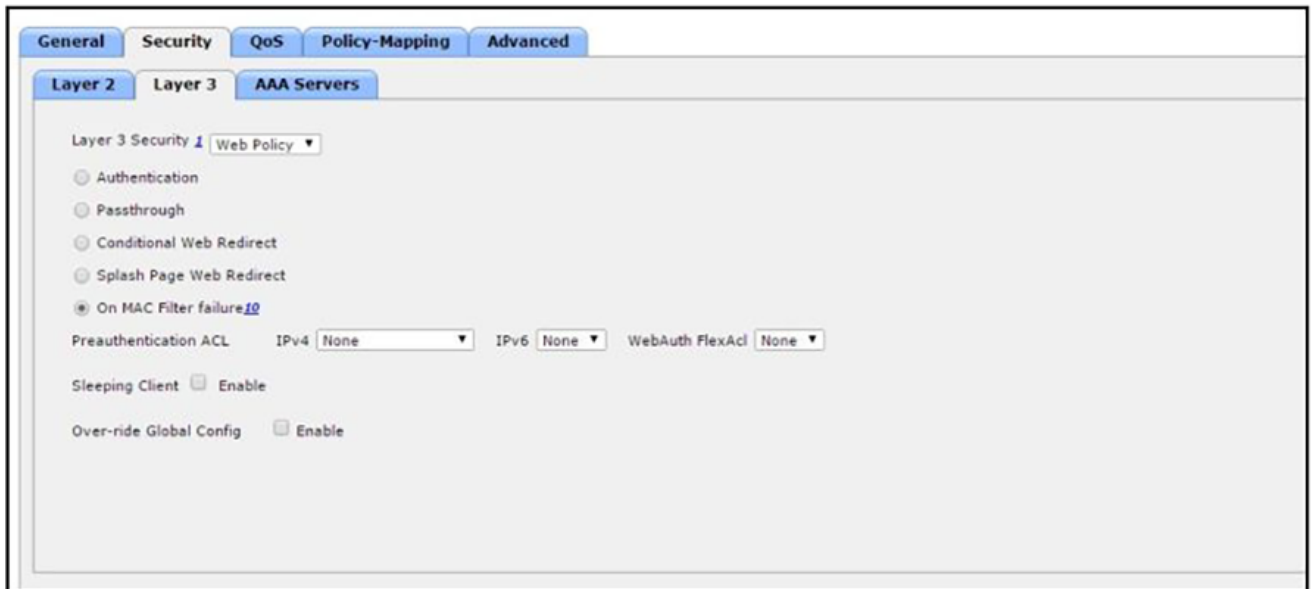 General Security QoS Policy-Mapping Advanced
Layer 2 Layer 3 AAA Servers
Layer 3 Security 1 Web Policy
Authentication
Passthrough
Conditional Web Redirect
Splash Page Web Redirect
On MAC Filter failure10
Preauthentication ACL IPv4 None IPv6 None WebAuth FlexAcl None
Sleeping Client Enable
Over-ride Global Config Enable